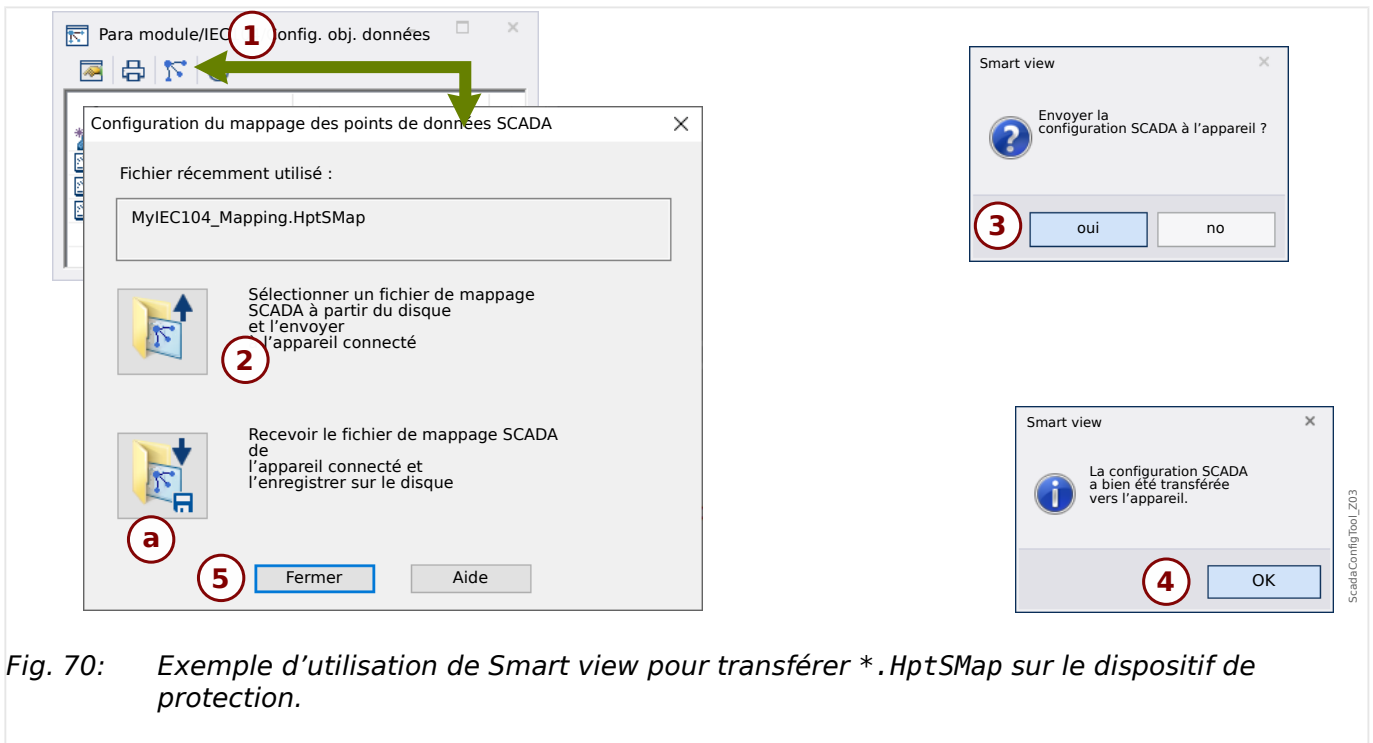 Para module/IEC
onfig. obj. données
1
Configuration du mappage des points de données SCADA
Fichier récemment utilisé :
MyIEC104_Mapping.HptSMap
Sélectionner un fichier de mappage
SCADA à partir du disque
et l’envoyer
l’appareil connecté
2
Recevoir le fichier de mappage SCADA
de
l’appareil connecté et
l’enregistrer sur le disque
a
5
Fermer
Aide
Smart view
Envoyer la
configuration SCADA à l’appareil ?
3
oui
no
Smart view
La configuration SCADA
a bien été transférée
vers l’appareil.
4
OK
ScadaConfigTool_Z03
Fig. 70: Exemple d’utilisation de Smart view pour transférer *.HptSMap sur le dispositif de
protection.